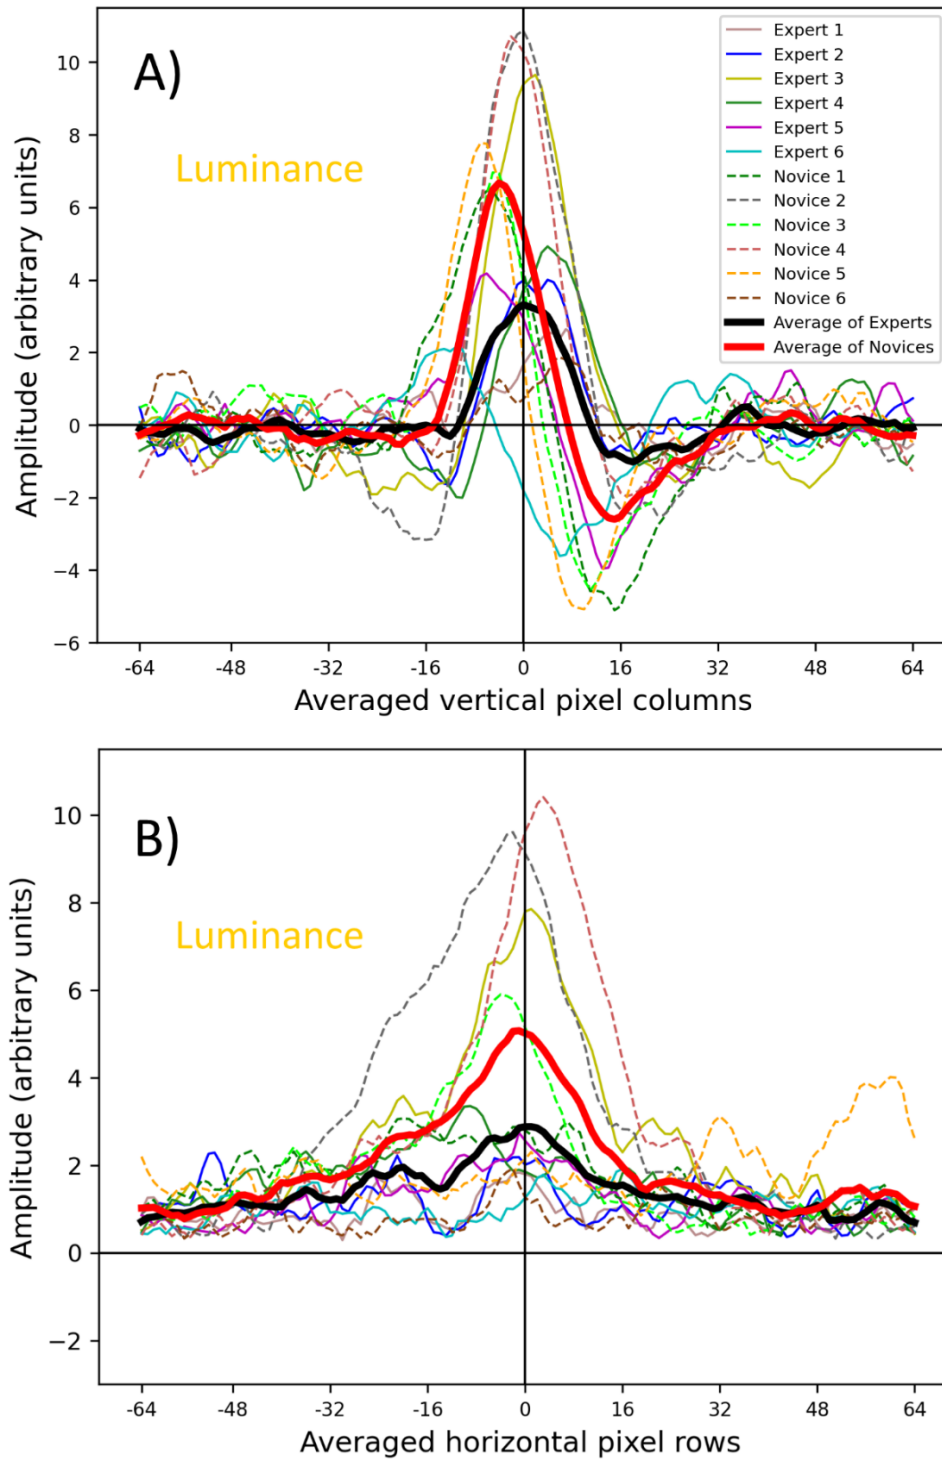 A)
Luminance
Amplitude (arbitrary units)
10
8
6
4
2
0
−2
−4
−6
Expert 1
Expert 2
Expert 3
Expert 4
Expert 5
Expert 6
Novice 1
Novice 2
Novice 3
Novice 4
Novice 5
Novice 6
Average of Experts
Average of Novices
-64 -48 -32 -16 0 16 32 48 64
Averaged vertical pixel columns
B)
Luminance
Amplitude (arbitrary units)
10
8
6
4
2
0
−2
-64 -48 -32 -16 0 16 32 48 64
Averaged horizontal pixel rows